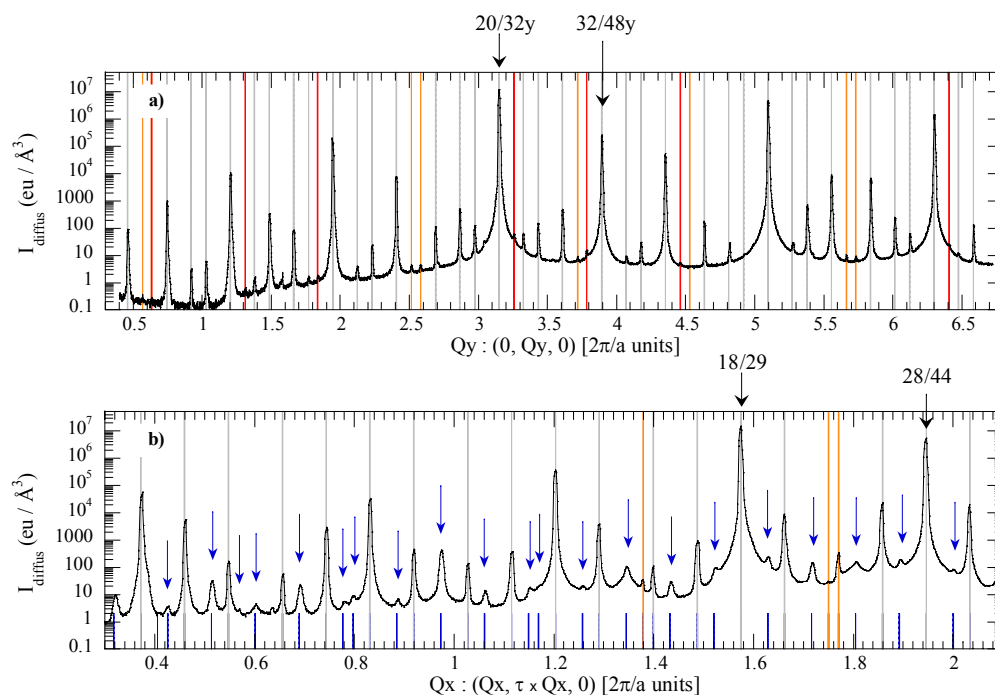 20/32y
32/48y
a)
I diffus (eu / Å³)
10⁷
10⁶
10⁵
10⁴
1000
100
10
1
0.1
0.5 1 1.5 2 2.5 3 3.5 4 4.5 5 5.5 6 6.5
Qy : (0, Qy, 0) [2π/a units]
18/29
28/44
b)
I diffus (eu / Å³)
10⁷
10⁶
10⁵
10⁴
1000
100
10
1
0.1
0.4 0.6 0.8 1 1.2 1.4 1.6 1.8 2
Qx : (Qx, τ x Qx, 0) [2π/a units]